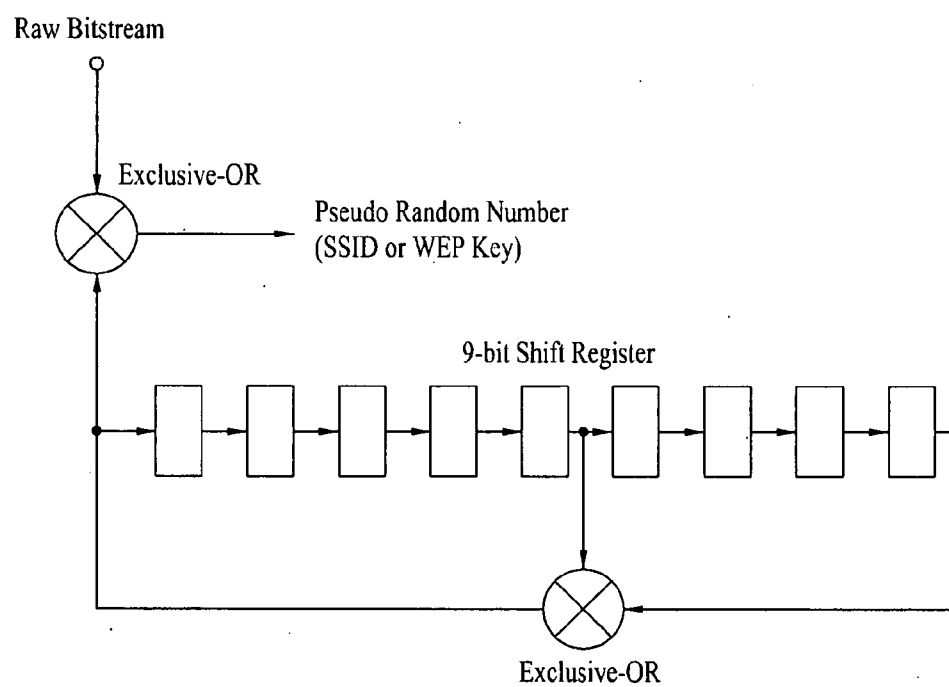 Raw Bitstream
Exclusive-OR
Pseudo Random Number
(SSID or WEP Key)
9-bit Shift Register
Exclusive-OR